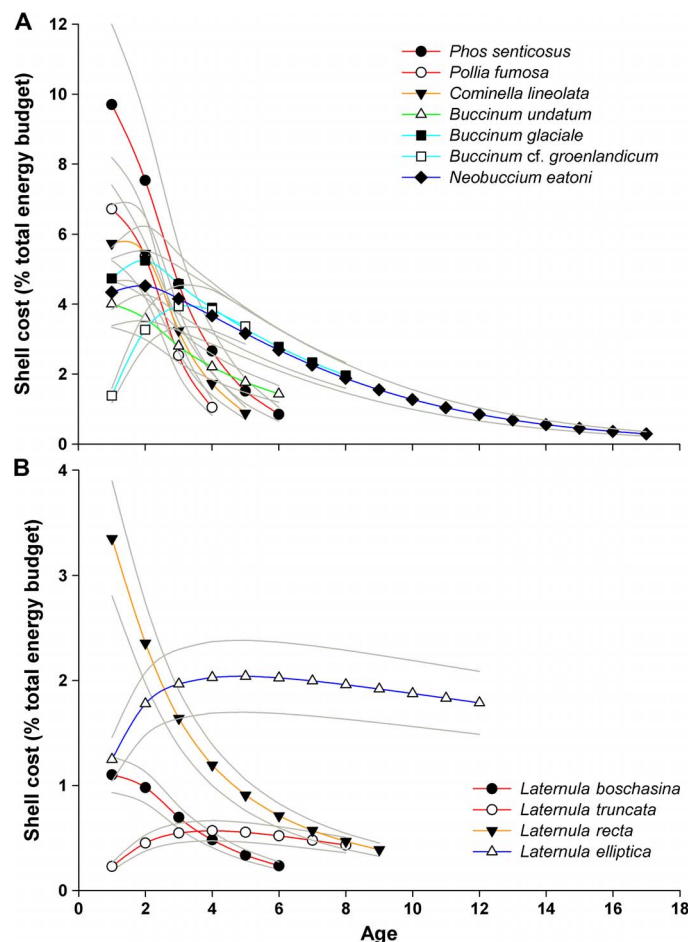 A
12
10
8
6
4
2
0
Shell cost (% total energy budget)
Phos senticosus
Pollia fumosa
Cominella lineolata
Buccinum undatum
Buccinum glaciale
Buccinum cf. groenlandicum
Neobuccium eatoni
B
4
3
2
1
0
Shell cost (% total energy budget)
Laternula boschasina
Laternula truncata
Laternula recta
Laternula elliptica
0 2 4 6 8 10 12 14 16 18
Age